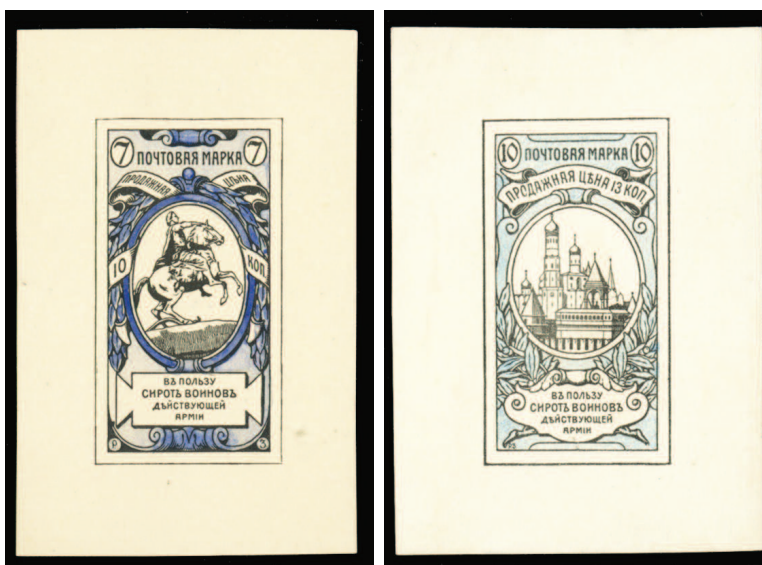 7 ПОЧТОВАЯ МАРКА 7
ПРОДАЖНАЯ ЦѢНА
10 КОП.
ВЪ ПОЛЬЗУ
СИРОТЪ ВОИНОВЪ
ДѢЙСТВУЮЩЕЙ
АРМІИ
Р З
10 ПОЧТОВАЯ МАРКА 10
ПРОДАЖНАЯ ЦѢНА 13 КОП.
ВЪ ПОЛЬЗУ
СИРОТЪ ВОИНОВЪ
ДѢЙСТВУЮЩЕЙ
АРМІИ